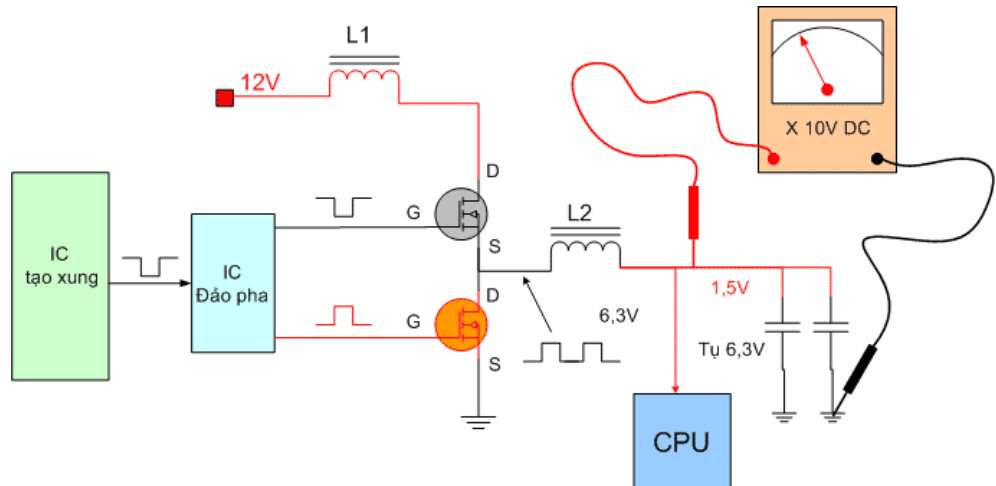 L1
12V
X 10V DC
D
G
S
L2
IC
tạo xung
IC
Đảo pha
D
G
S
6,3V
1,5V
Tụ 6,3V
CPU